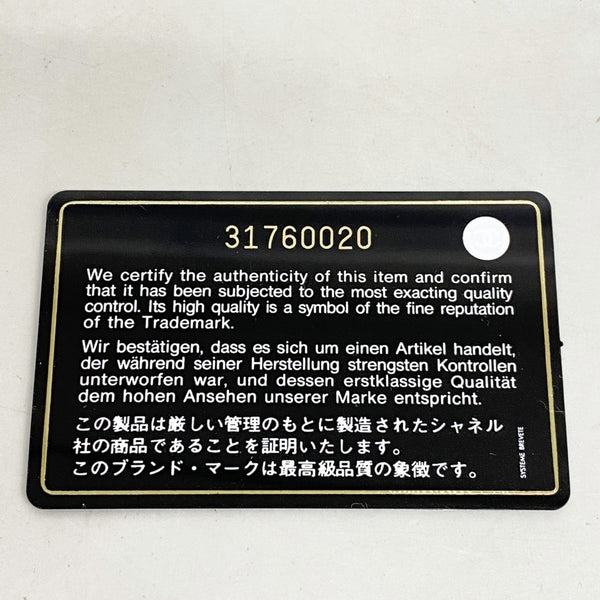 31760020
We certify the authenticity of this item and confirm
that it has been subjected to the most exacting quality
control. Its high quality is a symbol of the fine reputation
of the Trademark.
Wir bestätigen, dass es sich um einen Artikel handelt,
der während seiner Herstellung strengsten Kontrollen
unterworfen war, und dessen erstklassige Qualität
dem hohen Ansehen unserer Marke entspricht.
この製品は厳しい管理のもとに製造されたシャネル
社の商品であることを証明いたします。
このブランド・マークは最高級品質の象徴です。
SYSTEME BREVETE